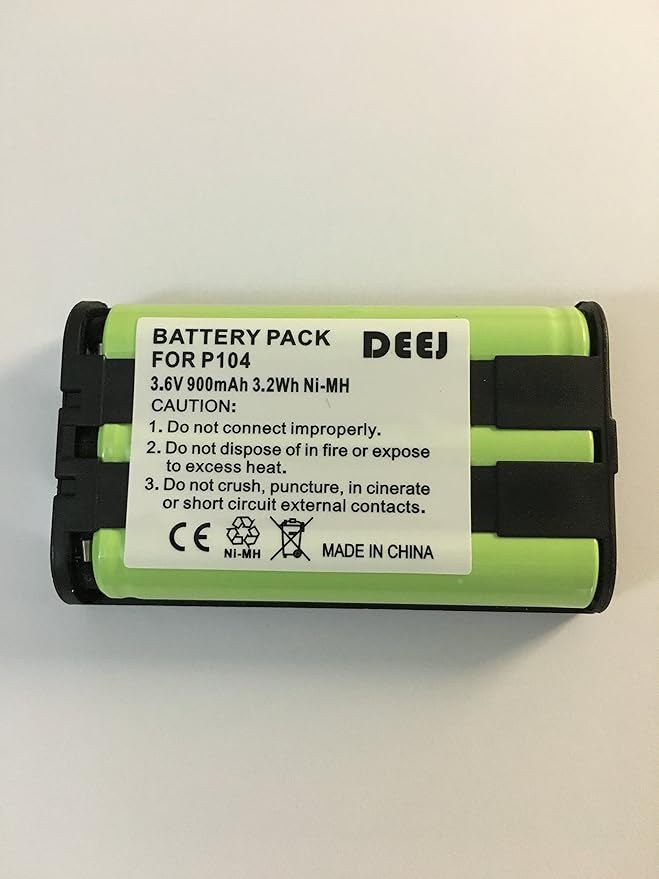 BATTERY PACK DEEJ
FOR P104
3.6V 900mAh 3.2Wh Ni-MH
CAUTION:
1. Do not connect improperly.
2. Do not dispose of in fire or expose
to excess heat.
3. Do not crush, puncture, in cinerate
or short circuit external contacts.
CE Ni-MH MADE IN CHINA